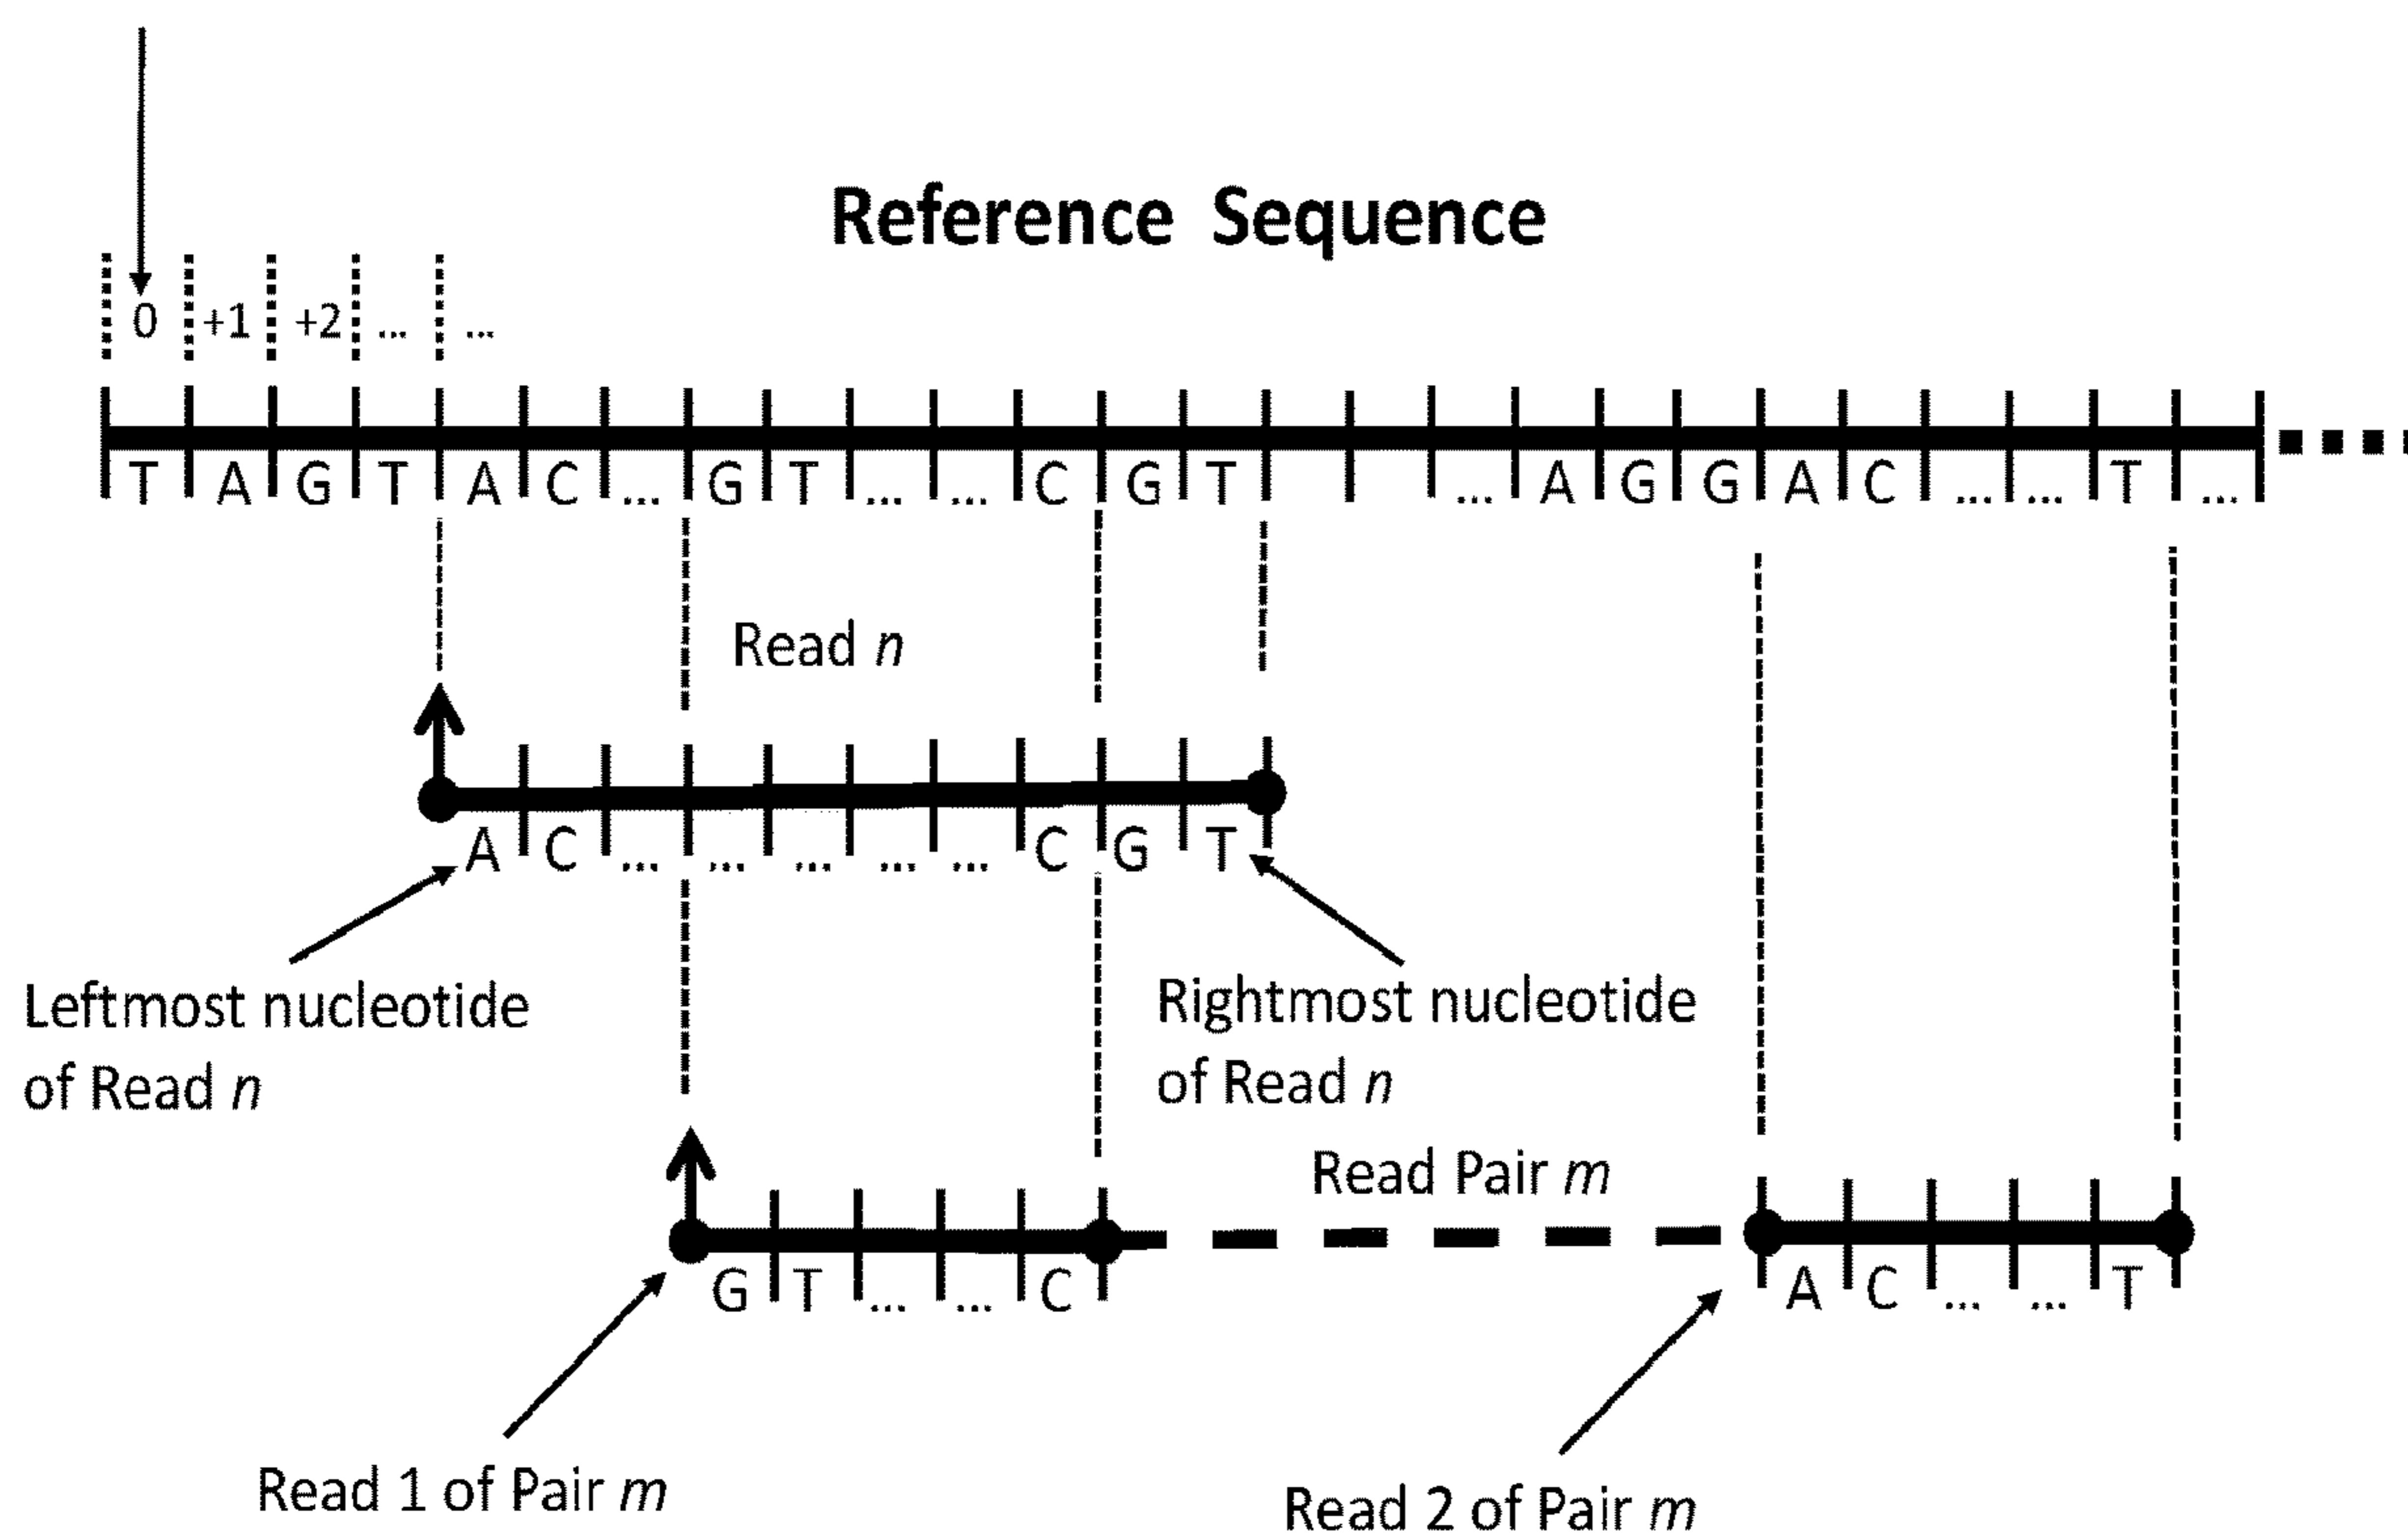 Reference Sequence
0 +1 +2 ... ...
T A G T A C ... G T ... ... C G T ... A G G A C ... ... T ...
Read n
A C ... ... ... ... ... C G T
Leftmost nucleotide
of Read n
Rightmost nucleotide
of Read n
Read Pair m
G T ... ... C
A C ... ... T
Read 1 of Pair m
Read 2 of Pair m